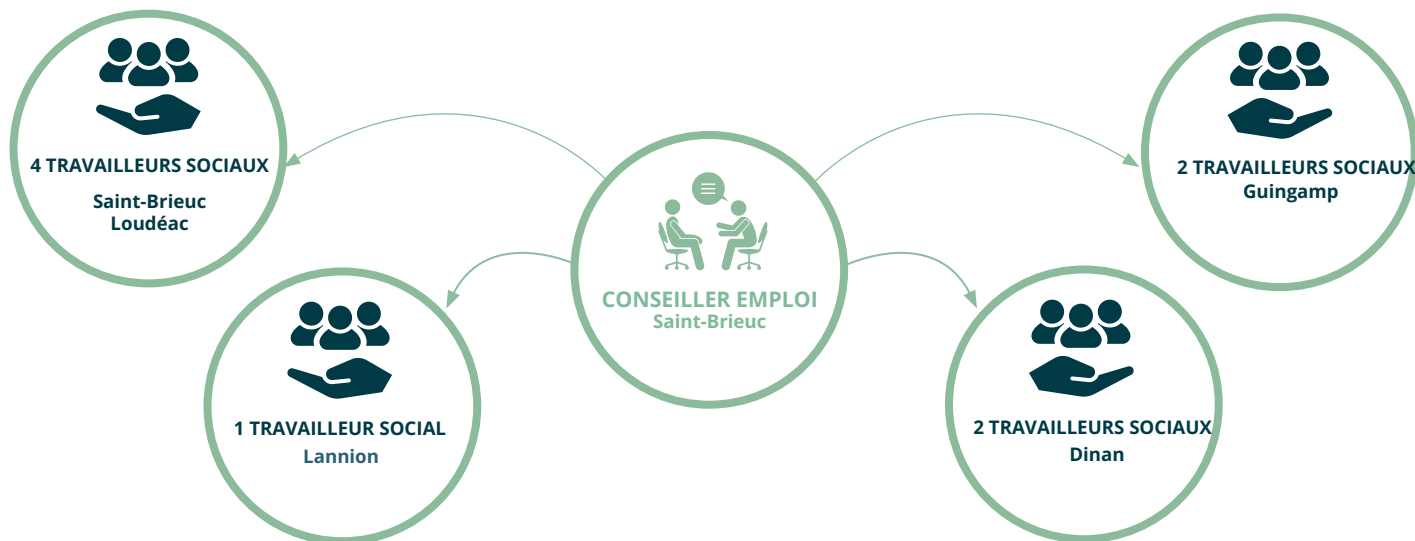 4 TRAVAILLEURS SOCIAUX
Saint-Brieuc
Loudéac
2 TRAVAILLEURS SOCIAUX
Guingamp
CONSEILLER EMPLOI
Saint-Brieuc
1 TRAVAILLEUR SOCIAL
Lannion
2 TRAVAILLEURS SOCIAUX
Dinan